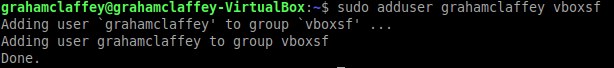 grahamclaffey@grahamclaffey-VirtualBox:~$ sudo adduser grahamclaffey vboxsf
Adding user `grahamclaffey' to group `vboxsf' ...
Adding user grahamclaffey to group vboxsf
Done.